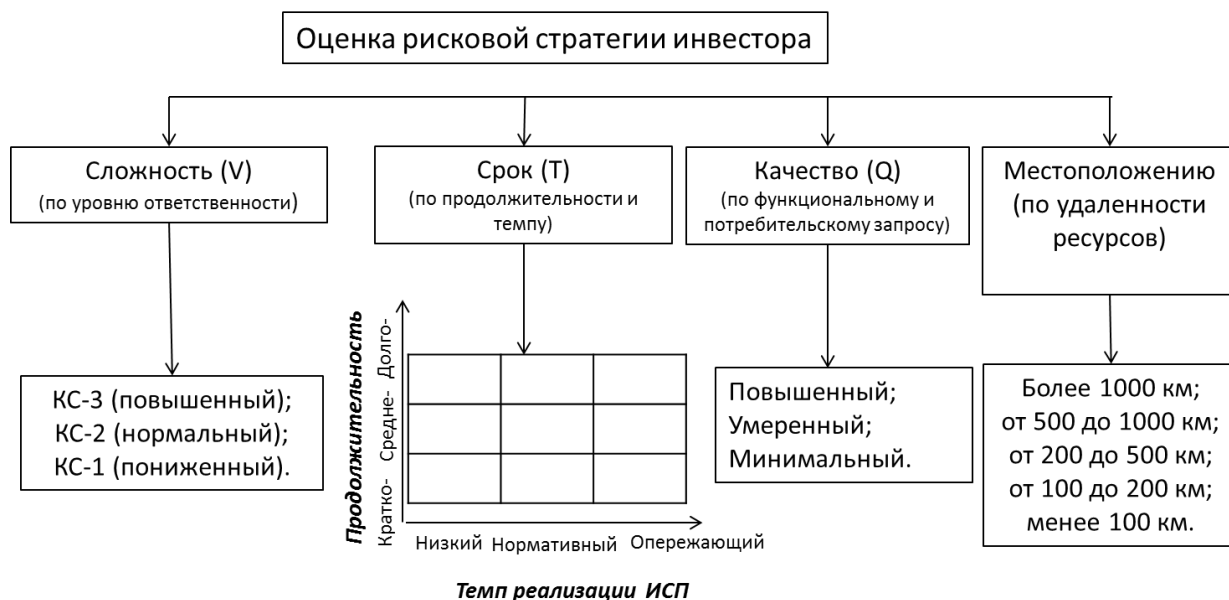 Оценка рисковой стратегии инвестора
Сложность (V)
(по уровню ответственности)
Срок (T)
(по продолжительности и
темпу)
Качество (Q)
(по функциональному и
потребительскому запросу)
Местоположению
(по удаленности
ресурсов)
КС-3 (повышенный);
КС-2 (нормальный);
КС-1 (пониженный).
Продолжительность
Долго-
Средне-
Кратко-
Низкий
Нормативный
Опережающий
Темп реализации ИСП
Повышенный;
Умеренный;
Минимальный.
Более 1000 км;
от 500 до 1000 км;
от 200 до 500 км;
от 100 до 200 км;
менее 100 км.